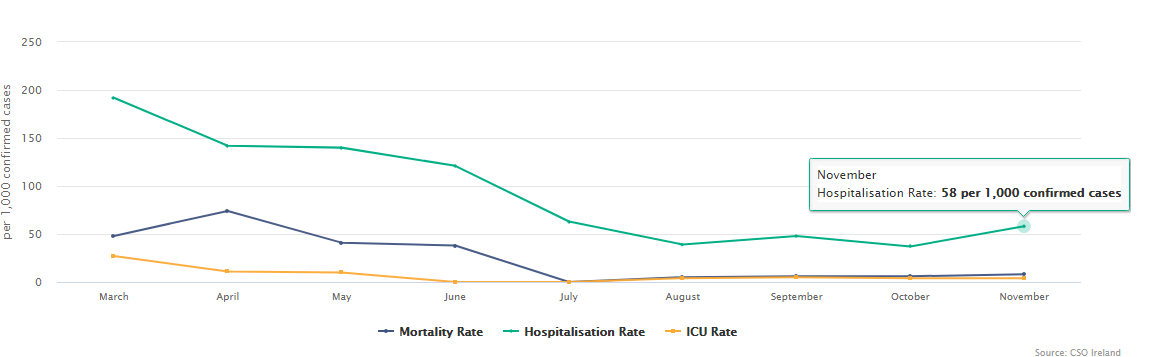 250
200
150
100
50
0
per 1,000 confirmed cases
November
Hospitalisation Rate: 58 per 1,000 confirmed cases
March April May June July August September October November
Mortality Rate Hospitalisation Rate ICU Rate
Source: CSO Ireland